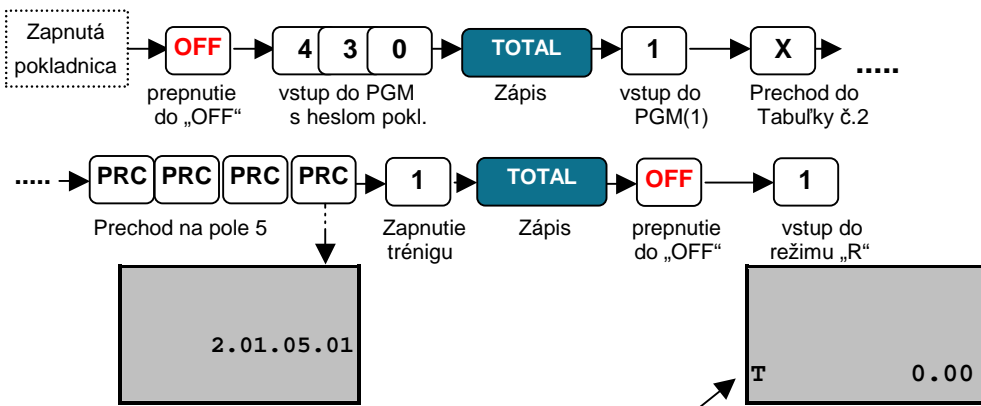 Zapnutá
pokladnica
OFF 4 3 0 TOTAL 1 X .....
prepnutie do „OFF“
vstup do PGM s heslom pokl.
Zápis
vstup do PGM(1)
Prechod do Tabuľky č.2
..... PRC PRC PRC PRC 1 TOTAL OFF 1
Prechod na pole 5
Zapnutie trénigu
Zápis
prepnutie do „OFF“
vstup do režimu „R“
2.01.05.01
T 0.00